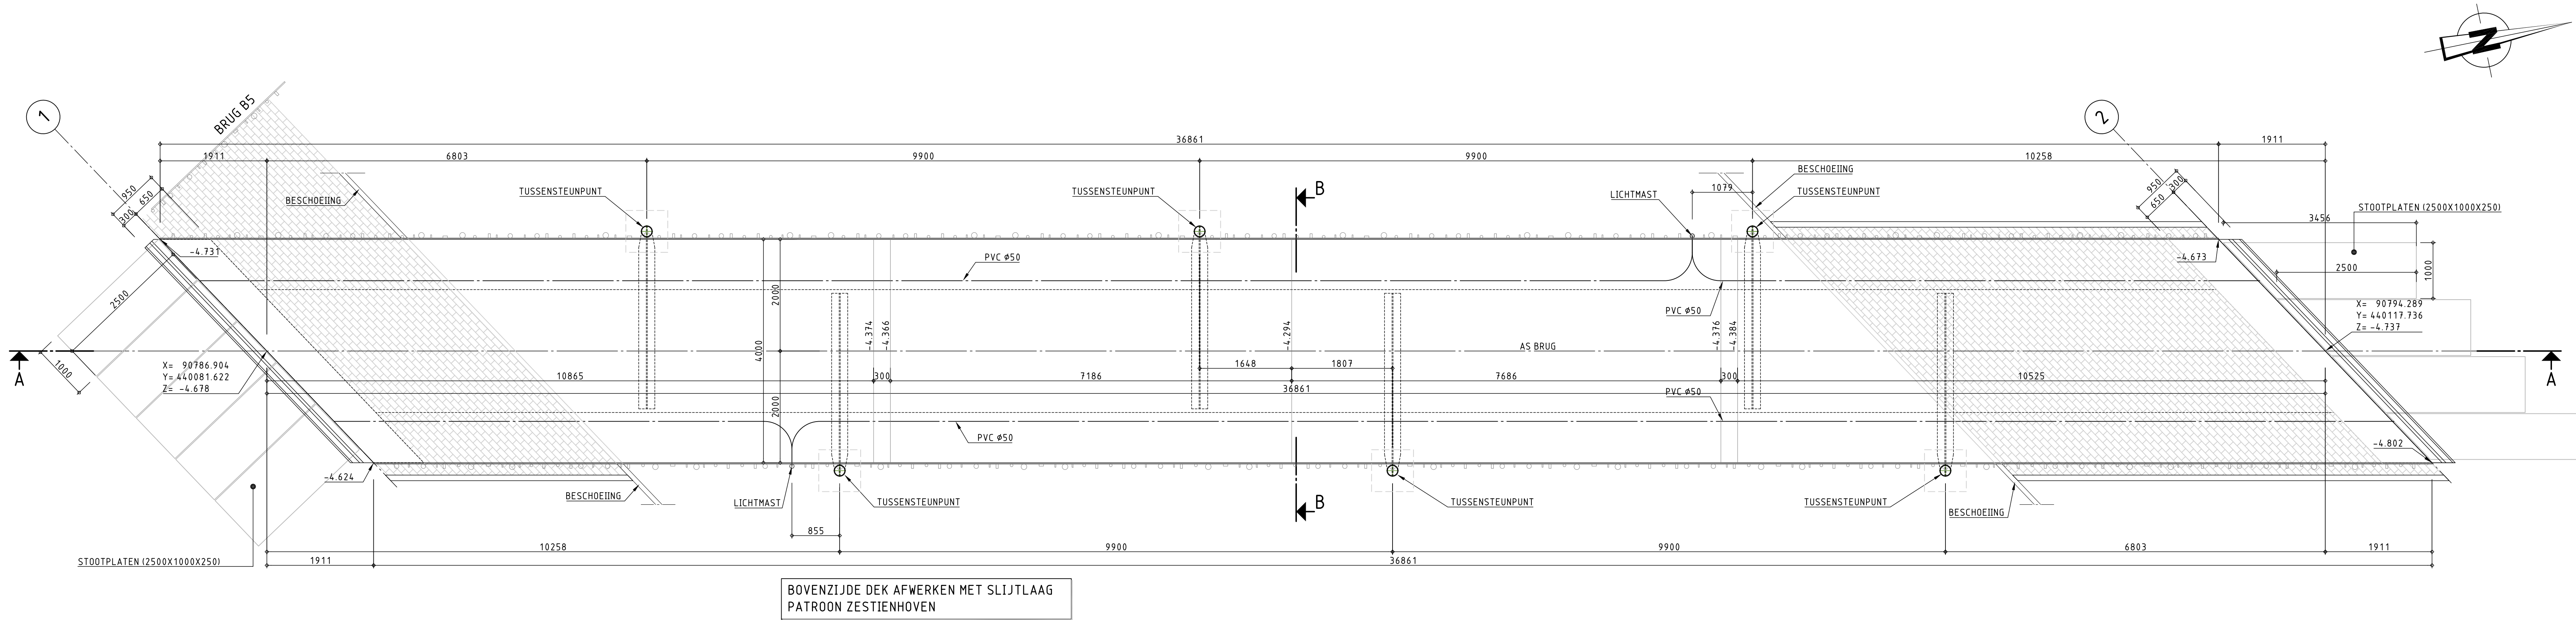 N
1
BRUG B5
2
36861
1911
1911
6803
9900
9900
10258
950
650
300
BESCHOEIING
TUSSENSTEUNPUNT
TUSSENSTEUNPUNT
B
LICHTMAST
1079
BESCHOEIING
TUSSENSTEUNPUNT
950
300
650
3456
STOOTPLATEN (2500X1000X250)
-4.731
PVC Ø50
-4.673
2500
1000
2500
2000
4000
2000
-4.374
-4.366
-4.294
PVC Ø50
-4.376
-4.384
X= 90794.289
Y= 440117.736
Z= -4.737
AS BRUG
A
1000
X= 90786.904
Y= 440081.622
Z= -4.678
1648
1807
A
10865
300
7186
7686
300
10525
36861
PVC Ø50
PVC Ø50
-4.802
-4.624
BESCHOEIING
LICHTMAST
TUSSENSTEUNPUNT
B
TUSSENSTEUNPUNT
TUSSENSTEUNPUNT
BESCHOEIING
855
10258
9900
9900
6803
1911
STOOTPLATEN (2500X1000X250)
1911
36861
BOVENZIJDE DEK AFWERKEN MET SLIJTLAAG
PATROON ZESTIENHOVEN